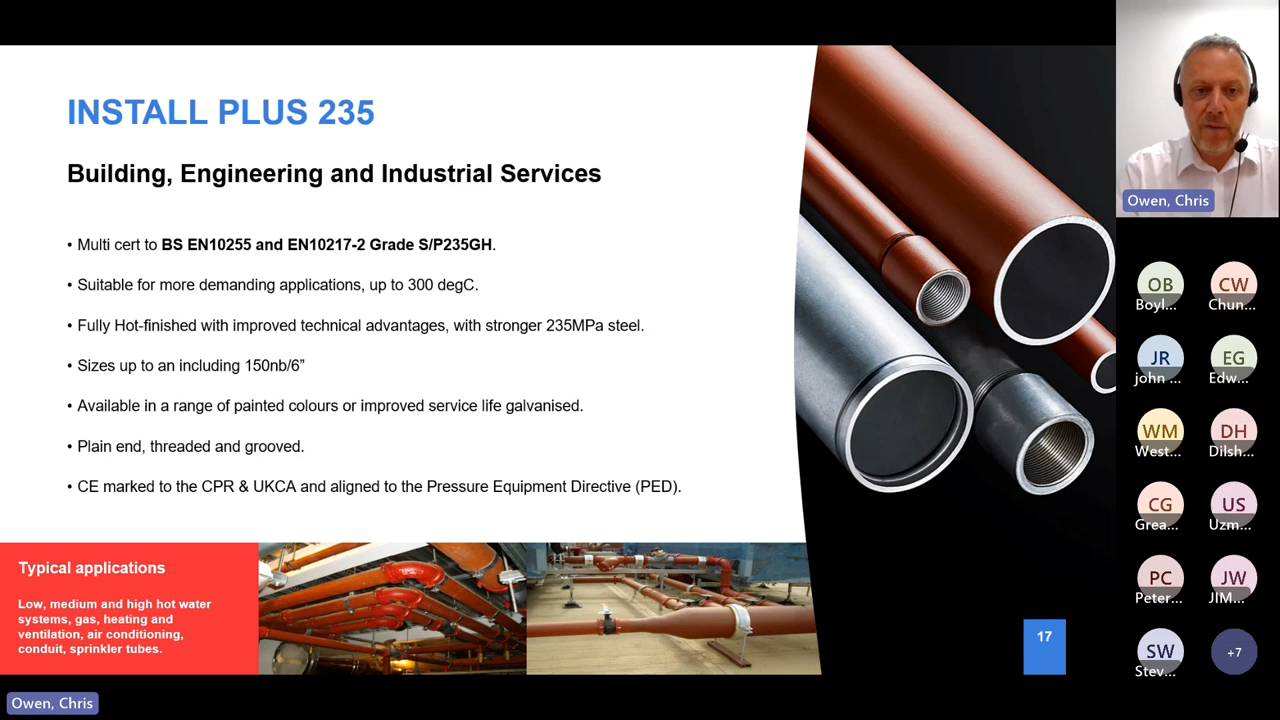 INSTALL PLUS 235
Building, Engineering and Industrial Services
• Multi cert to BS EN10255 and EN10217-2 Grade S/P235GH.
• Suitable for more demanding applications, up to 300 degC.
• Fully Hot-finished with improved technical advantages, with stronger 235MPa steel.
• Sizes up to an including 150nb/6”
• Available in a range of painted colours or improved service life galvanised.
• Plain end, threaded and grooved.
• CE marked to the CPR & UKCA and aligned to the Pressure Equipment Directive (PED).
Typical applications
Low, medium and high hot water
systems, gas, heating and
ventilation, air conditioning,
conduit, sprinkler tubes.
17
Owen, Chris
Owen, Chris
OB
Boyl...
CW
Chun...
JR
john ...
EG
Edw...
WM
West...
DH
Dilsh...
CG
Grea...
US
Uzm...
PC
Peter...
JW
JIM...
SW
Stev...
+7